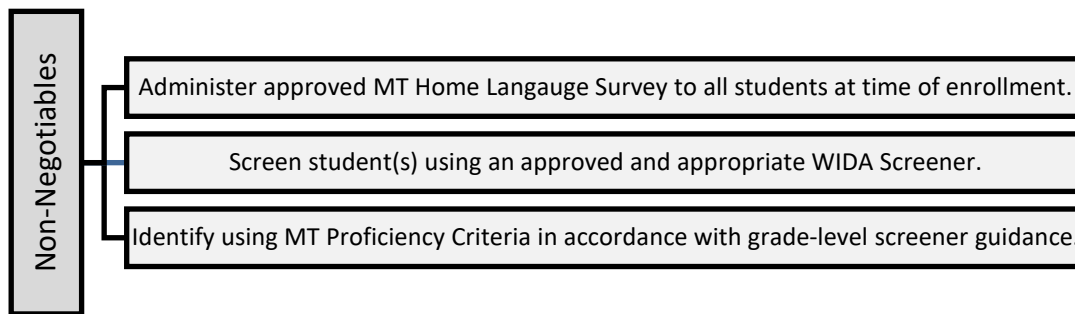 Non-Negotiables
Administer approved MT Home Langauge Survey to all students at time of enrollment.
Screen student(s) using an approved and appropriate WIDA Screener.
Identify using MT Proficiency Criteria in accordance with grade-level screener guidance.